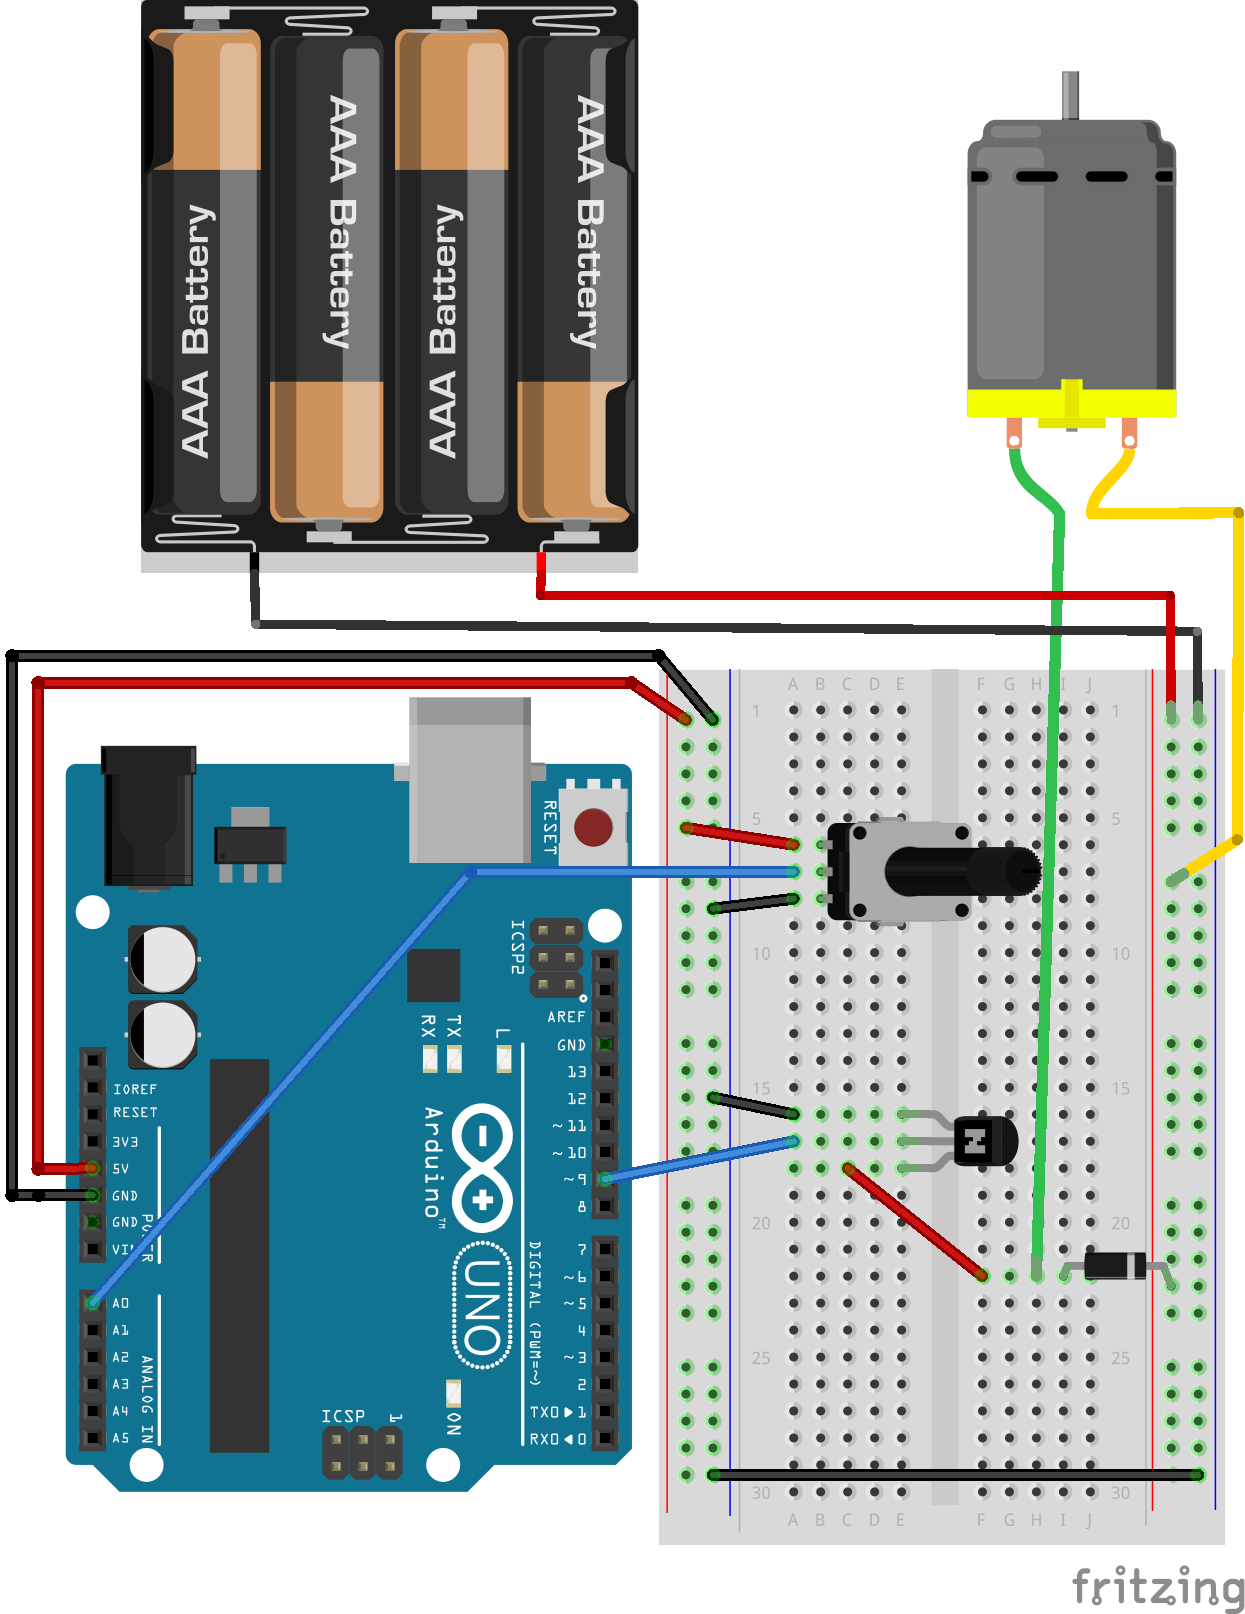 AAA Battery
AAA Battery
AAA Battery
AAA Battery
A B C D E F G H I J
1 1
5 5
10 10
15 15
20 20
25 25
30 30
A B C D E F G H I J
RESET
ICSP2
AREF
GND
13
12
~11
~10
~9
8
7
~6
~5
4
~3
2
TX0▶1
RX0◀0
RX
TX
L
Arduino™
UNO
DIGITAL (PWM=~)
IOREF
RESET
3V3
5V
GND
GND
VIN
POWER
A0
A1
A2
A3
A4
A5
ANALOG IN
ICSP
1
ON
N
fritzing